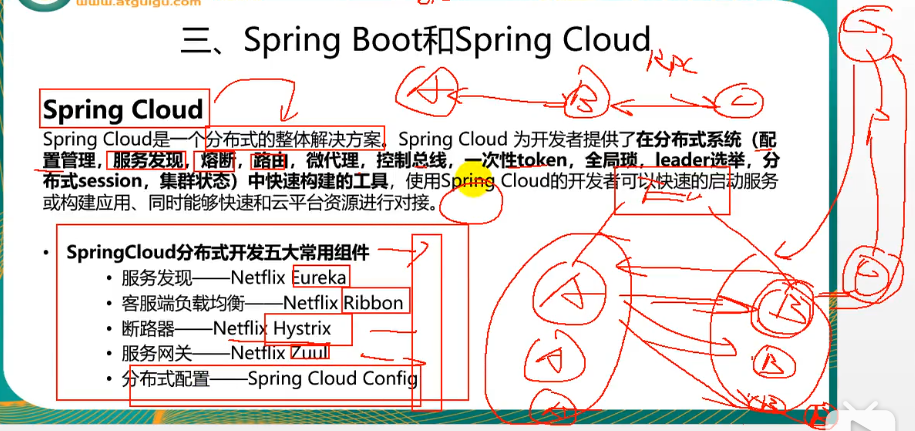 www.atguigu.com
三、Spring Boot和Spring Cloud
RPC
A
B
C
Spring Cloud
Spring Cloud是一个分布式的整体解决方案。Spring Cloud 为开发者提供了在分布式系统（配
置管理，服务发现，熔断，路由，微代理，控制总线，一次性token，全局琐，leader选举，分
布式session，集群状态）中快速构建的工具，使用Spring Cloud的开发者可以快速的启动服务
或构建应用、同时能够快速和云平台资源进行对接。
• SpringCloud分布式开发五大常用组件
• 服务发现——Netflix Eureka
• 客服端负载均衡——Netflix Ribbon
• 断路器——Netflix Hystrix
• 服务网关——Netflix Zuul
• 分布式配置——Spring Cloud Config
A
A
A
B
B
B